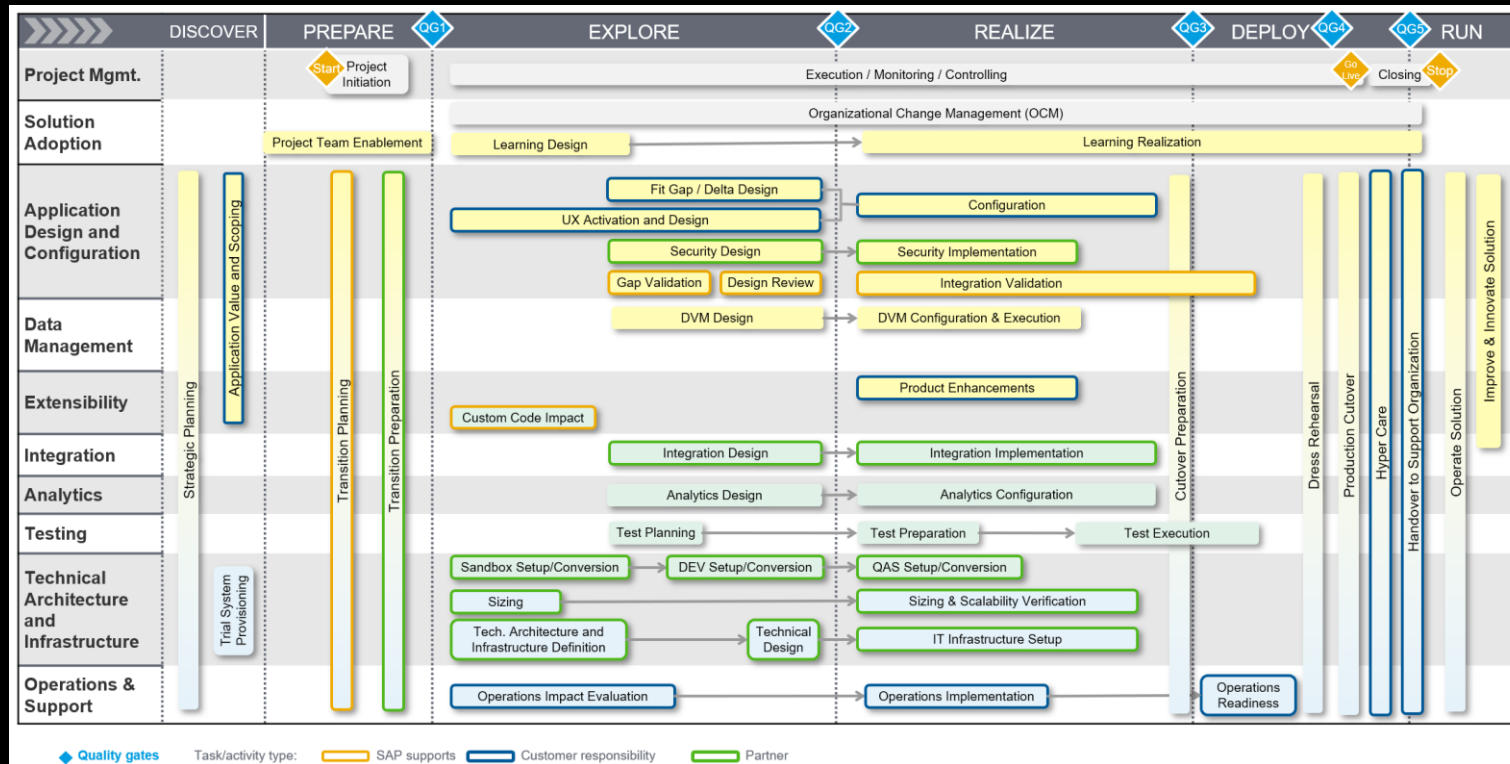 DISCOVER
PREPARE
QG1
EXPLORE
QG2
REALIZE
QG3
DEPLOY
QG4
QG5
RUN
Project Mgmt.
Start
Project
Initiation
Execution / Monitoring / Controlling
Go
Live
Closing
Stop
Solution
Adoption
Organizational Change Management (OCM)
Project Team Enablement
Learning Design
Learning Realization
Application
Design and
Configuration
Strategic Planning
Application Value and Scoping
Transition Planning
Transition Preparation
Fit Gap / Delta Design
UX Activation and Design
Configuration
Security Design
Security Implementation
Gap Validation
Design Review
Integration Validation
Cutover Preparation
Dress Rehearsal
Production Cutover
Hyper Care
Handover to Support Organization
Operate Solution
Improve & Innovate Solution
Data
Management
DVM Design
DVM Configuration & Execution
Extensibility
Product Enhancements
Custom Code Impact
Integration
Integration Design
Integration Implementation
Analytics
Analytics Design
Analytics Configuration
Testing
Test Planning
Test Preparation
Test Execution
Technical
Architecture
and
Infrastructure
Trial System
Provisioning
Sandbox Setup/Conversion
DEV Setup/Conversion
QAS Setup/Conversion
Sizing
Sizing & Scalability Verification
Tech. Architecture and
Infrastructure Definition
Technical
Design
IT Infrastructure Setup
Operations &
Support
Operations Impact Evaluation
Operations Implementation
Operations
Readiness
Quality gates
Task/activity type:
SAP supports
Customer responsibility
Partner